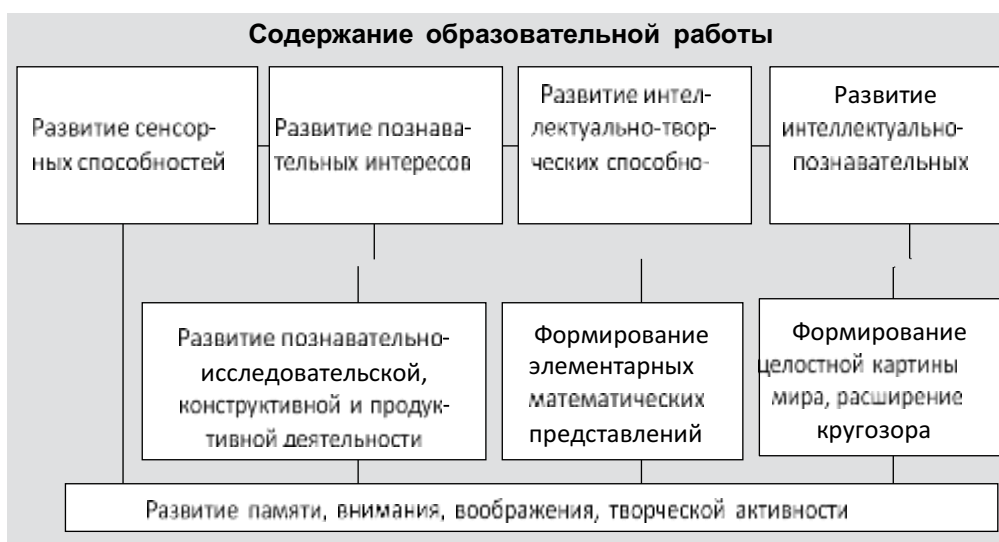 Содержание образовательной работы
Развитие сенсор-
ных способностей
Развитие познава-
тельных интересов
Развитие интел-
лектуально-твор-
ческих способно-
Развитие
интеллектуально-
познавательных
Развитие познавательно-
исследовательской,
конструктивной и продук-
тивной деятельности
Формирование
элементарных
математических
представлений
Формирование
целостной картины
мира, расширение
кругозора
Развитие памяти, внимания, воображения, творческой активности